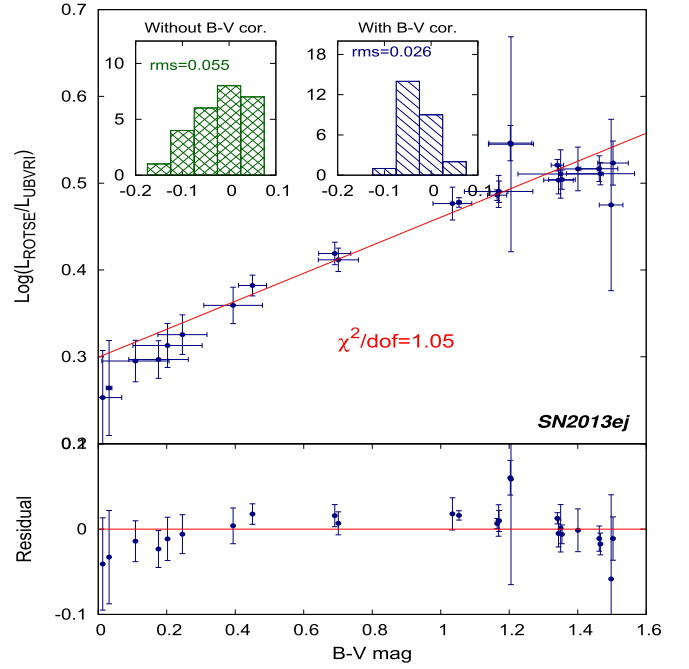 0.7
0.6
0.5
0.4
0.3
0.2
Log(L_ROTSE/L_UBVRI)
Without B-V cor.
rms=0.055
10
5
0
-0.2 -0.1 0 0.1
With B-V cor.
rms=0.026
18
12
6
0
-0.2 -0.1 0 0.1
χ²/dof=1.05
SN2013ej
0.1
0
-0.1
Residual
0 0.2 0.4 0.6 0.8 1 1.2 1.4 1.6
B-V mag